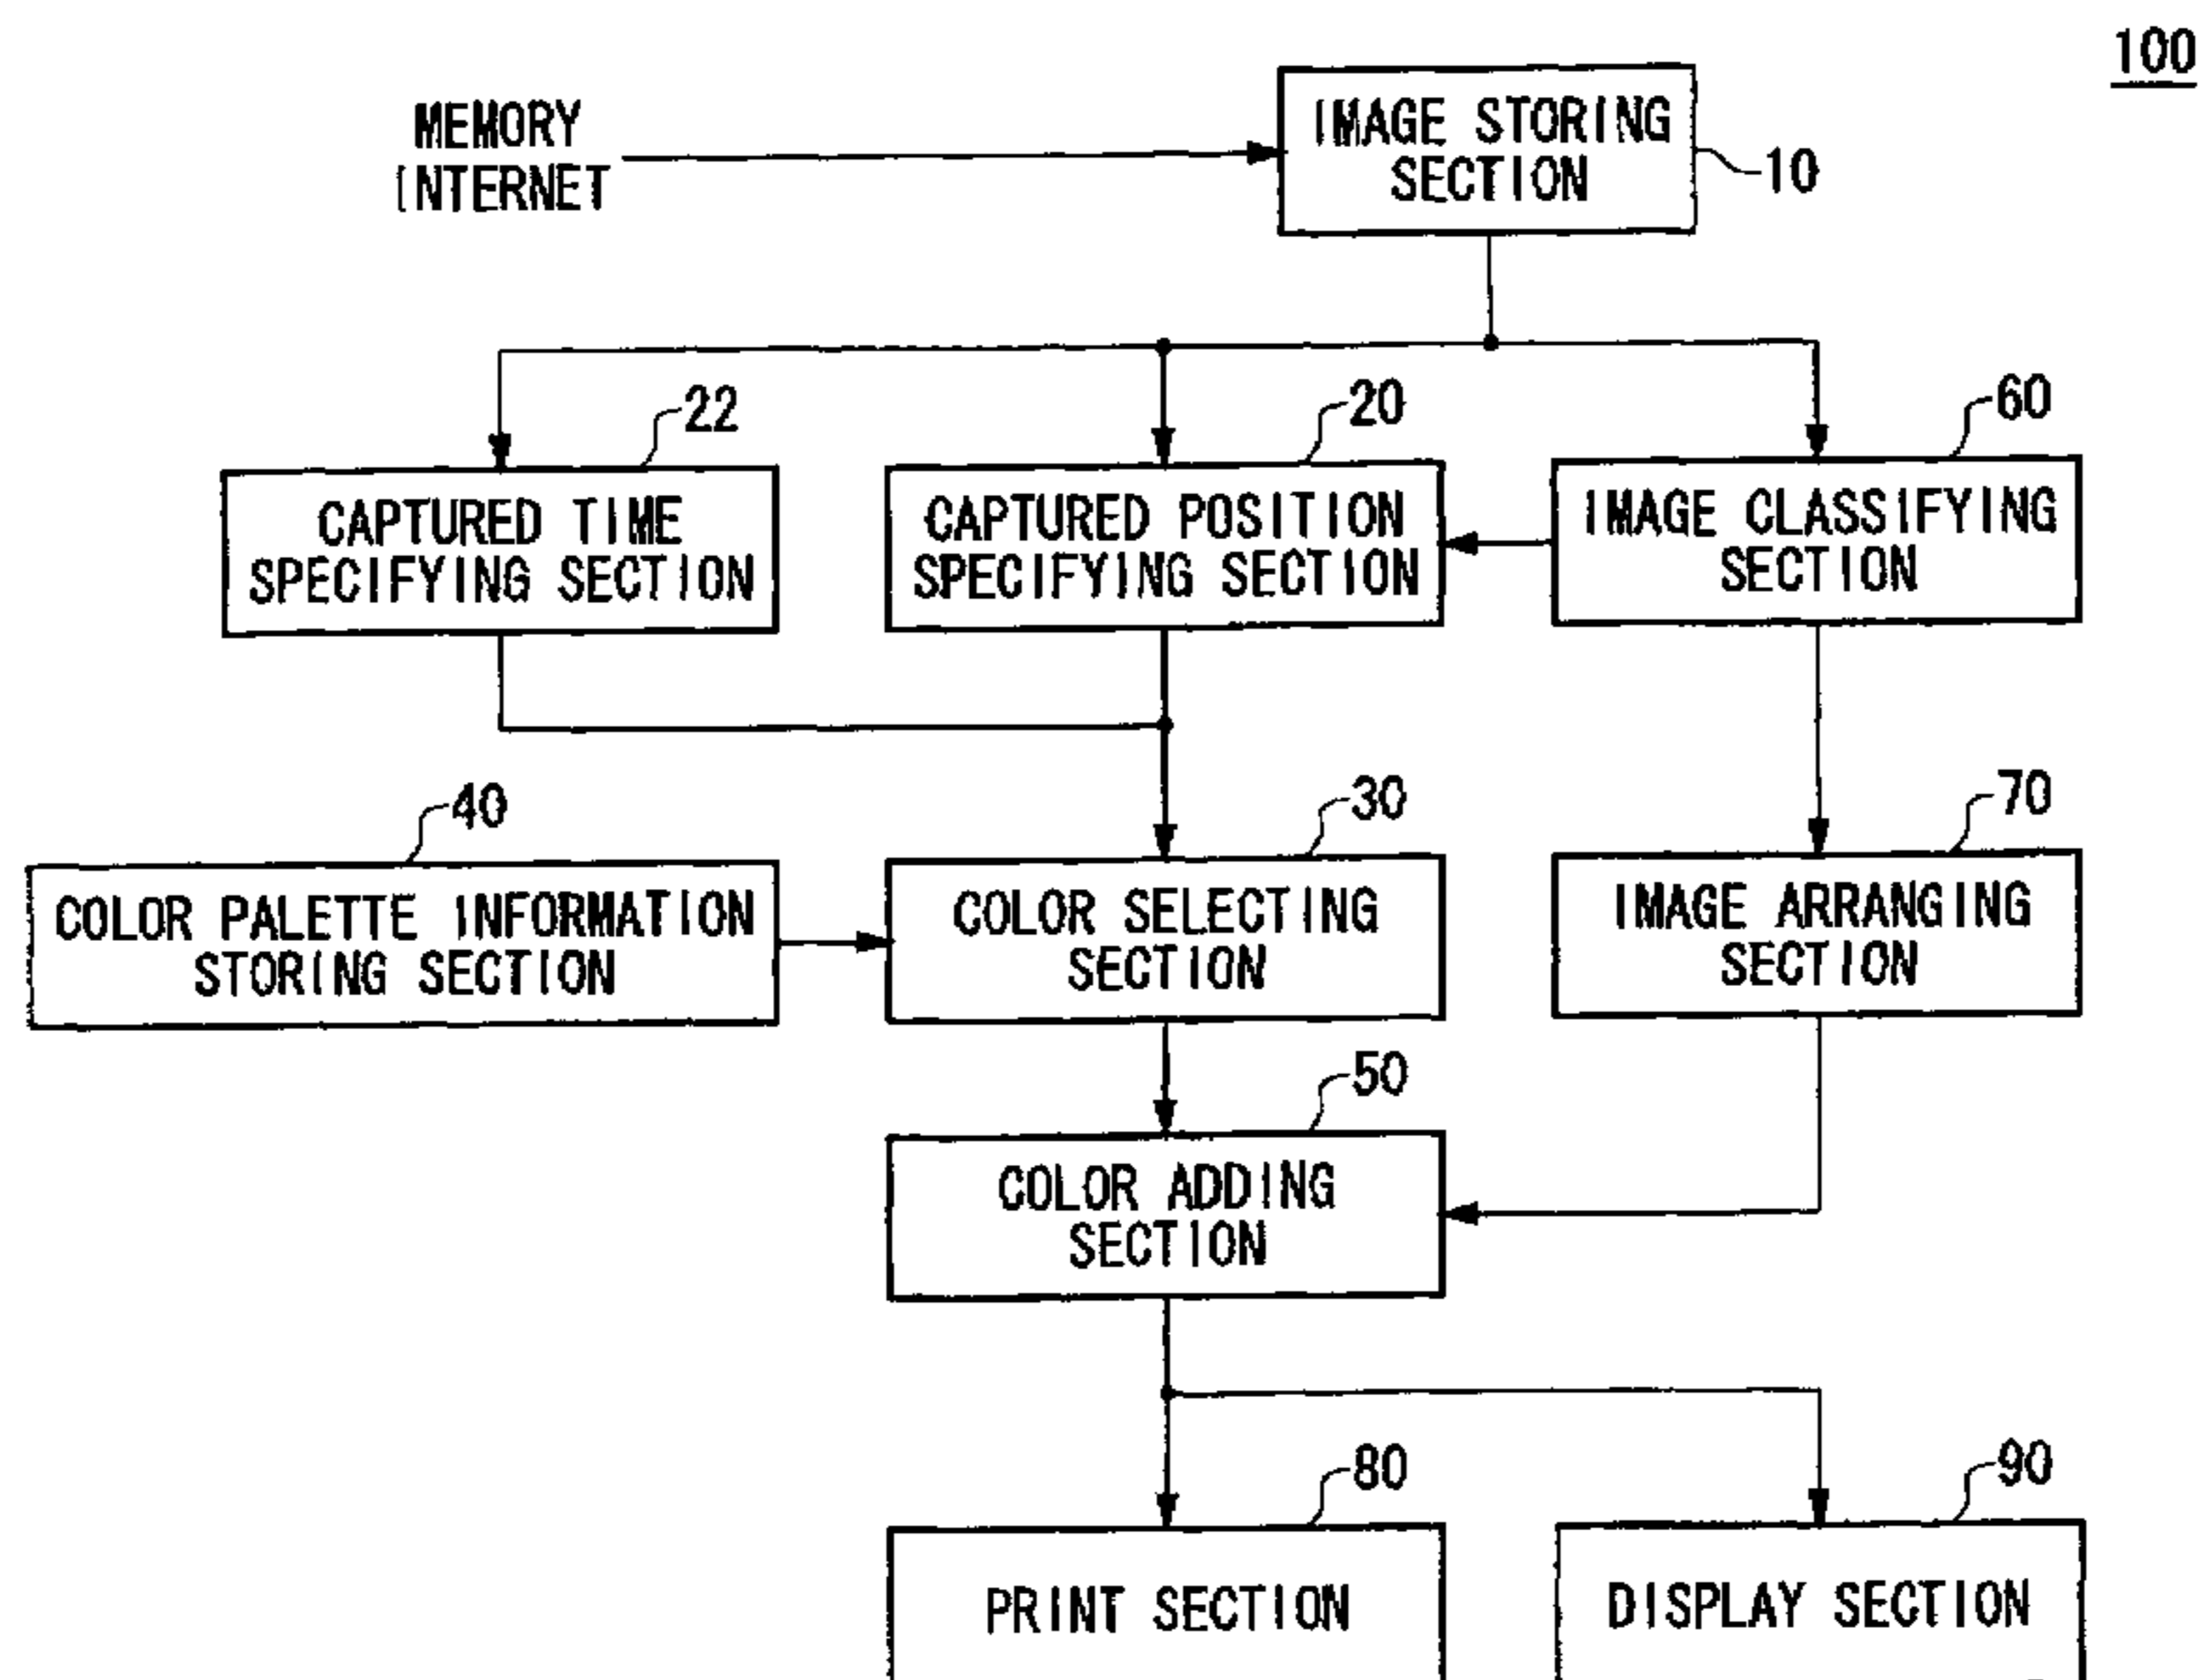 100
MEMORY
INTERNET
IMAGE STORING
SECTION
10
22
20
60
CAPTURED TIME
SPECIFYING SECTION
CAPTURED POSITION
SPECIFYING SECTION
IMAGE CLASSIFYING
SECTION
40
30
70
COLOR PALETTE INFORMATION
STORING SECTION
COLOR SELECTING
SECTION
IMAGE ARRANGING
SECTION
50
COLOR ADDING
SECTION
80
90
PRINT SECTION
DISPLAY SECTION